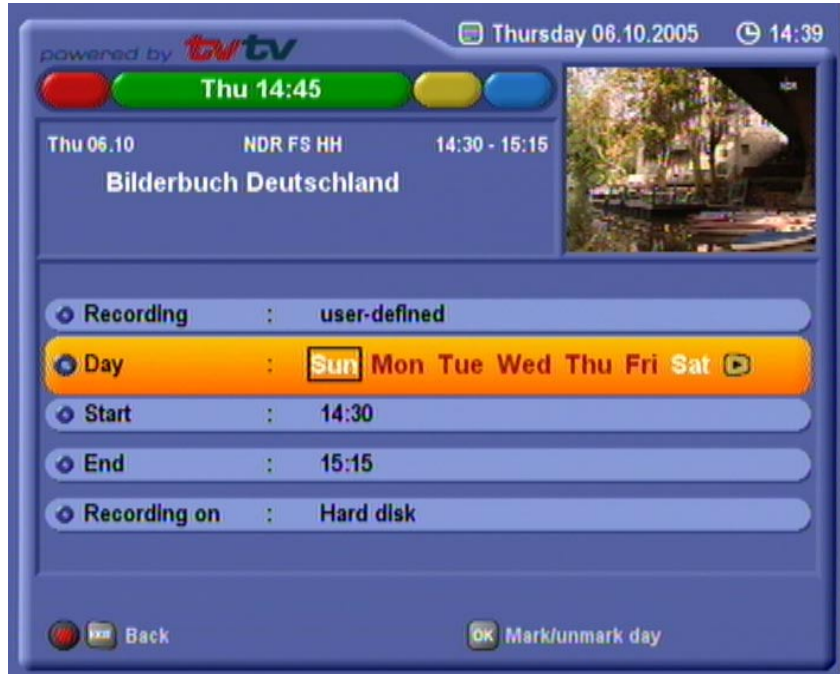 powered by tvtv
Thursday 06.10.2005 14:39
Thu 14:45
Thu 06.10 NDR FS HH 14:30 - 15:15
Bilderbuch Deutschland
NDR
Recording : user-defined
Day : Sun Mon Tue Wed Thu Fri Sat
Start : 14:30
End : 15:15
Recording on : Hard disk
EXIT Back
OK Mark/unmark day